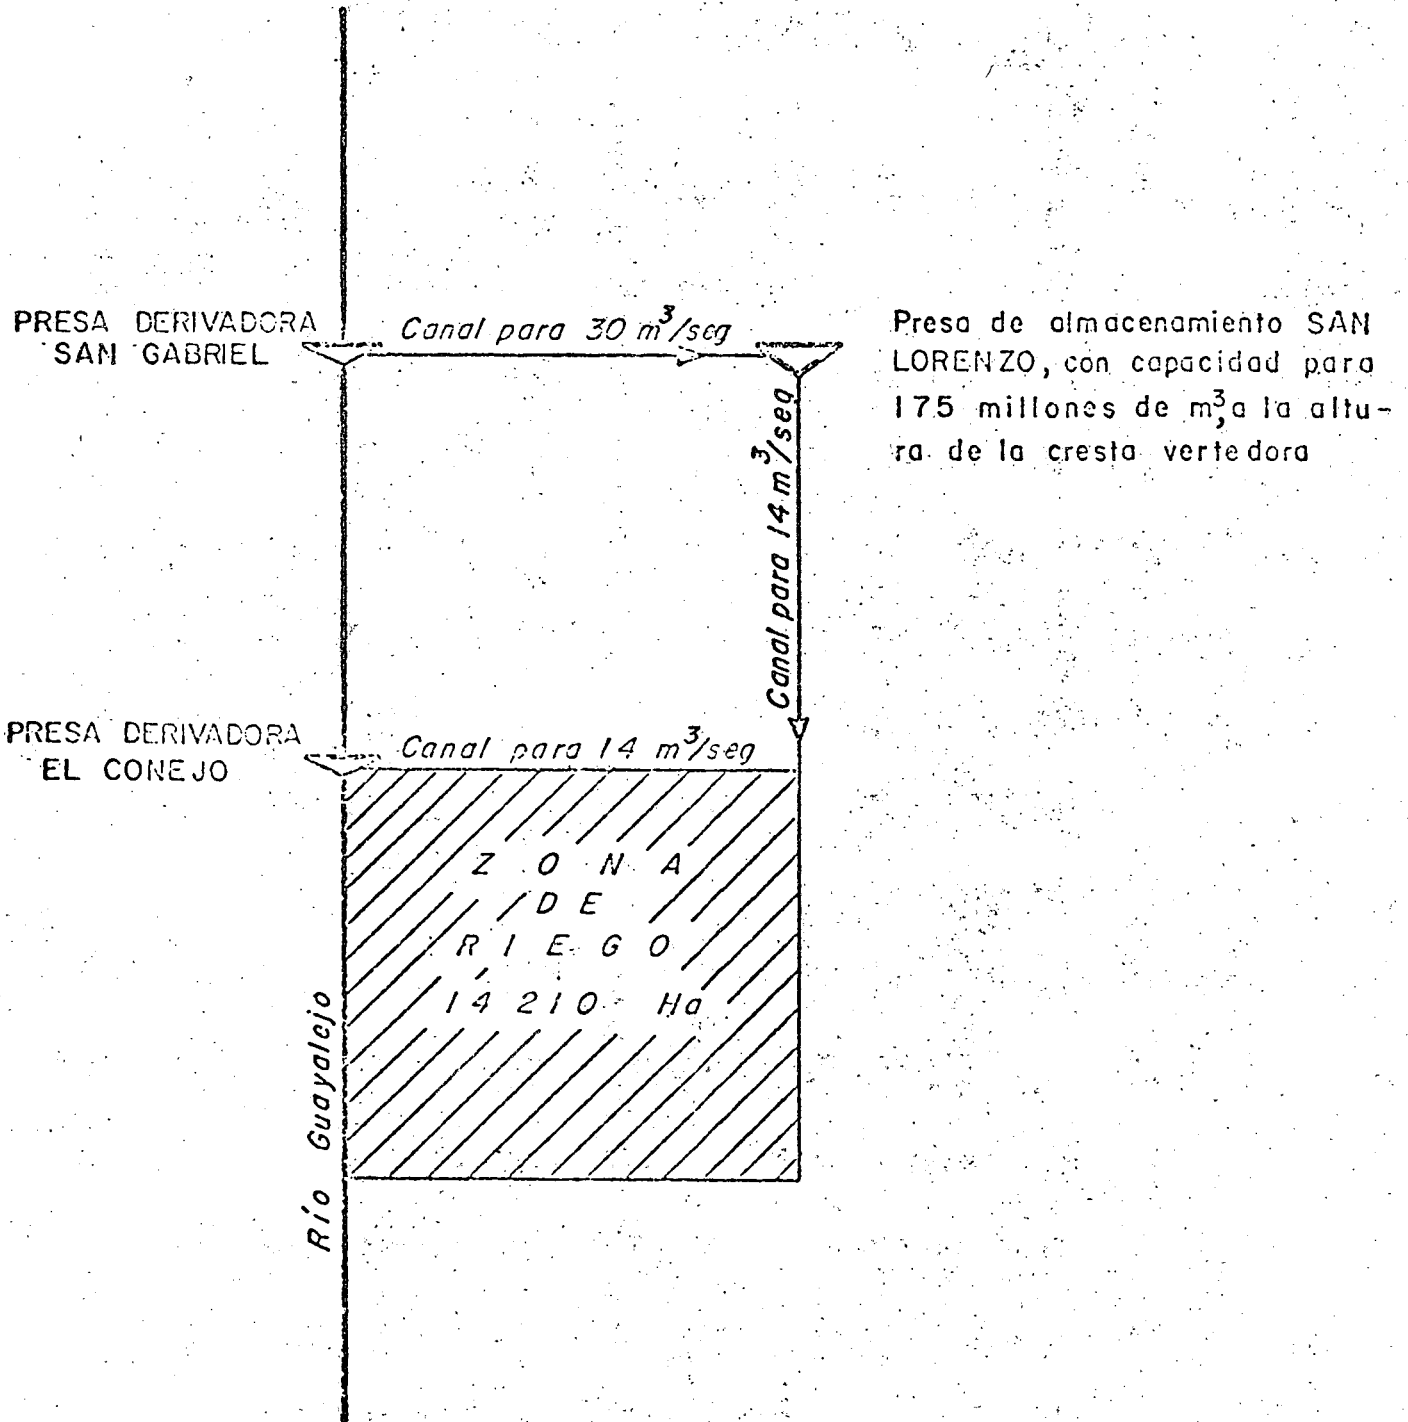 PRESA DERIVADORA
SAN GABRIEL
Canal para 30 m³/seg
Presa de almacenamiento SAN
LORENZO, con capacidad para
175 millones de m³, a la altu-
ra de la cresta vertedora
Canal para 14 m³/seg
PRESA DERIVADORA
EL CONEJO
Canal para 14 m³/seg
ZONA
DE
RIEGO
14 210 Ha
Río Guayalejo